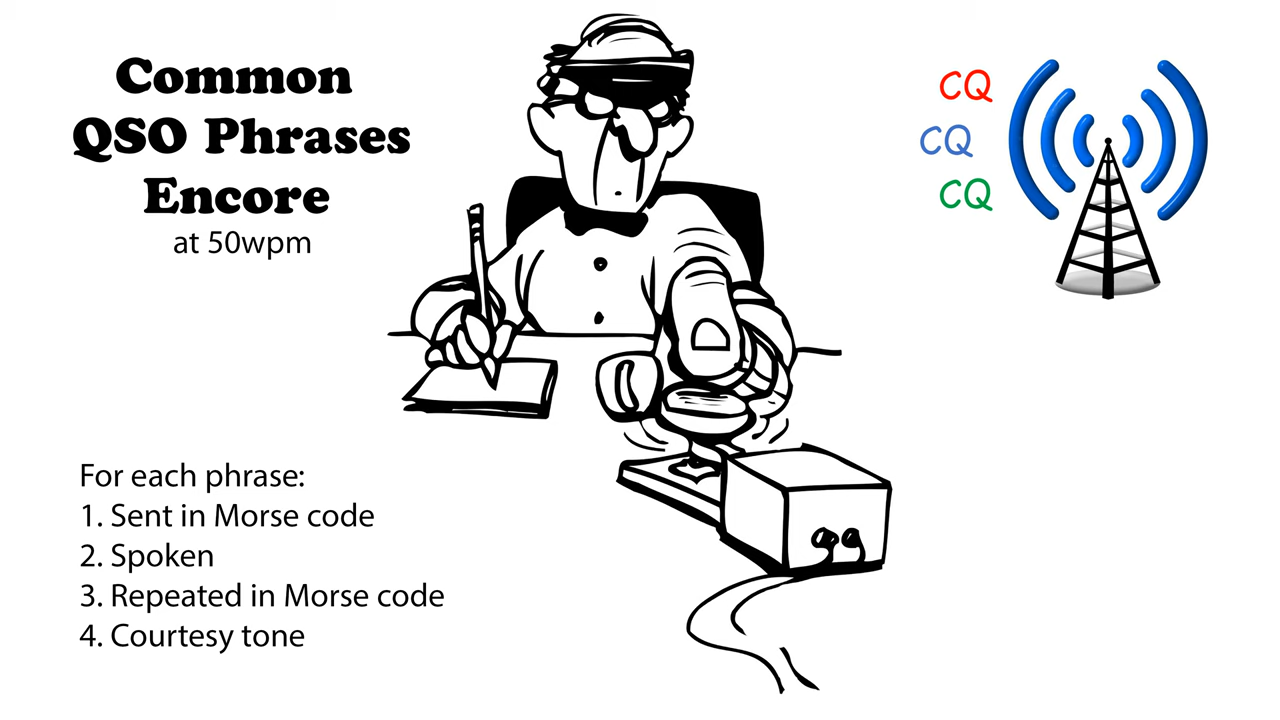 Common
QSO Phrases
Encore
at 50wpm
CQ
CQ
CQ
For each phrase:
1. Sent in Morse code
2. Spoken
3. Repeated in Morse code
4. Courtesy tone